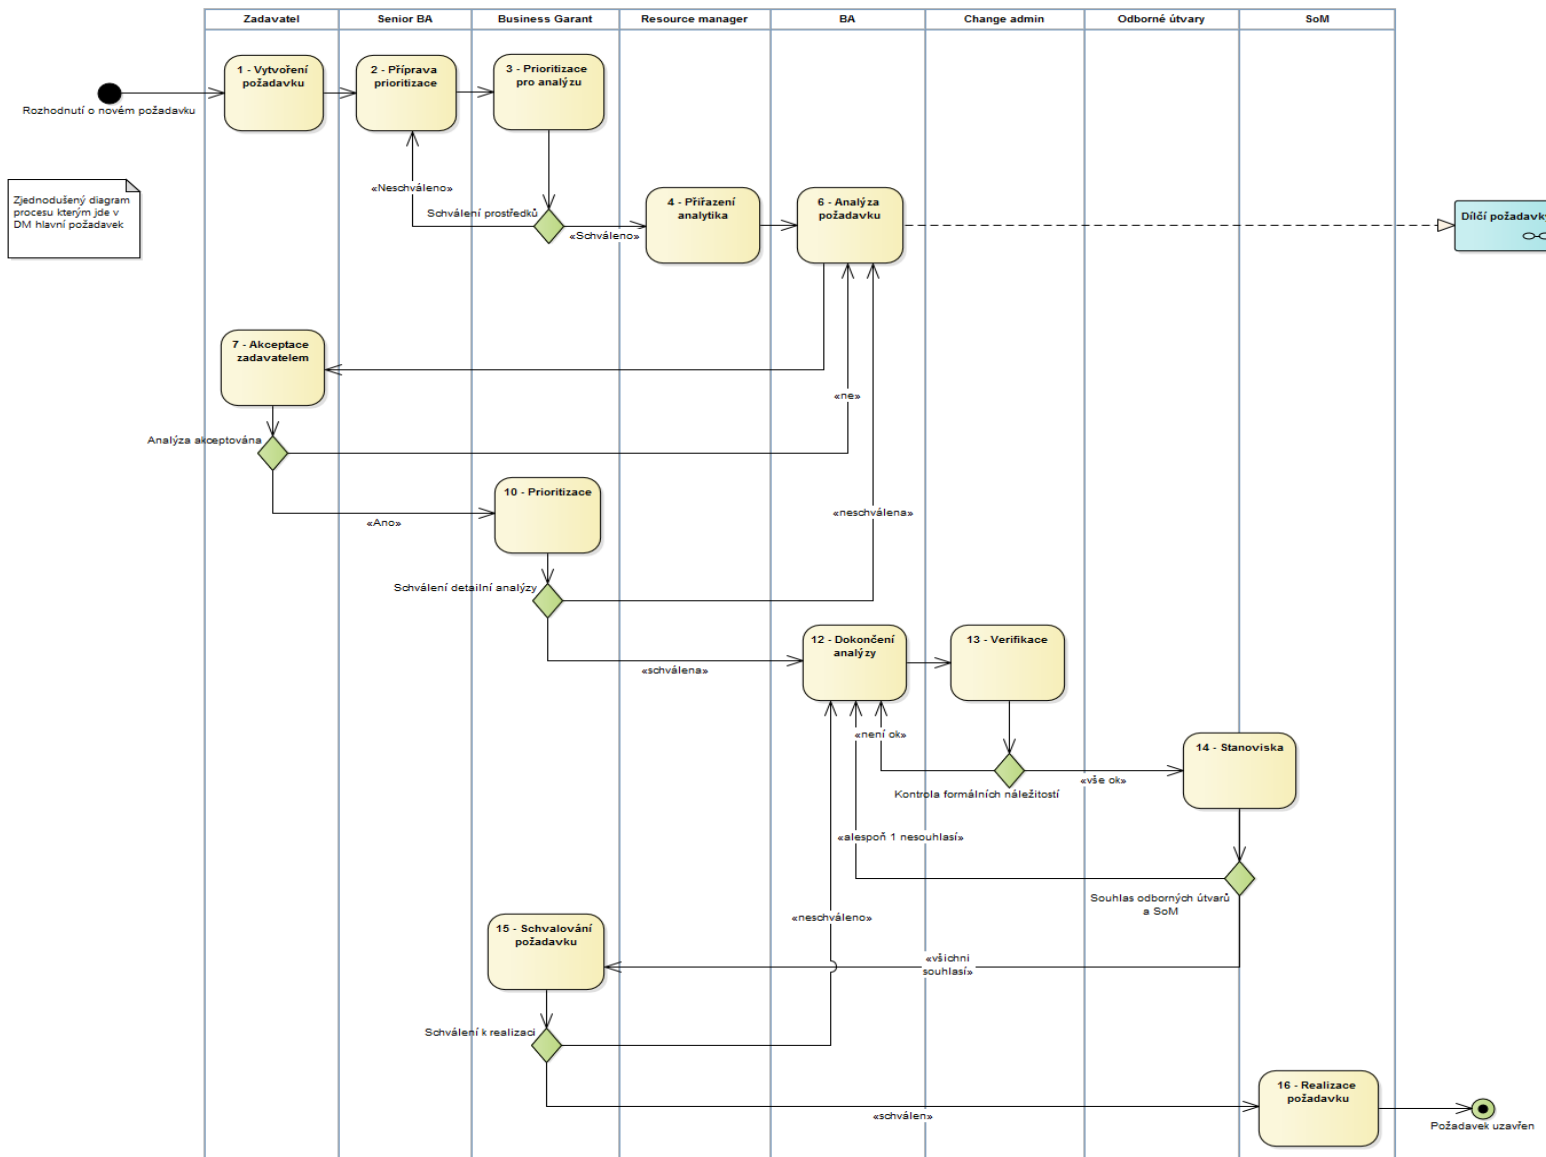 Zadavatel
Senior BA
Business Garant
Resource manager
BA
Change admin
Odborné útvary
SoM
Rozhodnutí o novém požadavku
1 - Vytvoření
požadavku
2 - Příprava
prioritizace
3 - Prioritizace
pro analýzu
Zjednodušený diagram
procesu kterým jde v
DM hlavní požadavek
«Neschváleno»
Schválení prostředků
«Schváleno»
4 - Přiřazení
analytika
6 - Analýza
požadavku
Dílčí požadavky
7 - Akceptace
zadavatelem
«ne»
Analýza akceptována
«Ano»
10 - Prioritizace
«neschválena»
Schválení detailní analýzy
«schválena»
12 - Dokončení
analýzy
13 - Verifikace
«není ok»
Kontrola formálních náležitostí
«vše ok»
14 - Stanoviska
«alespoň 1 nesouhlasí»
Souhlas odborných útvarů
a SoM
«neschváleno»
15 - Schvalování
požadavku
«všichni
souhlasí»
Schválení k realizaci
«schválen»
16 - Realizace
požadavku
Požadavek uzavřen